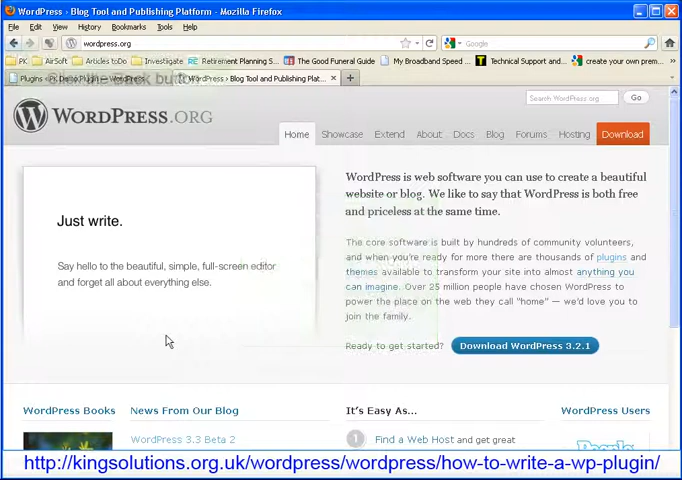 WordPress › Blog Tool and Publishing Platform - Mozilla Firefox
File Edit View History Bookmarks Tools Help
wordpress.org
Google
PK AirSoft Articles toDo Investigate Retirement Planning S... The Good Funeral Guide My Broadband Speed ... Technical Support and... create your own prem...
WordPress › Blog Tool and Publishing Plat...
WORDPRESS.ORG
Search WordPress.org
Go
Home Showcase Extend About Docs Blog Forums Hosting Download
WordPress is web software you can use to create a beautiful
website or blog. We like to say that WordPress is both free
and priceless at the same time.
Just write.
Say hello to the beautiful, simple, full-screen editor
and forget all about everything else.
The core software is built by hundreds of community volunteers,
and when you're ready for more there are thousands of plugins and
themes available to transform your site into almost anything you
can imagine. Over 25 million people have chosen WordPress to
power the place on the web they call "home" — we'd love you to
join the family.
Ready to get started? Download WordPress 3.2.1
WordPress Books
News From Our Blog
It's Easy As...
WordPress Users
WordPress 3.3 Beta 2
1 Find a Web Host and get great
http://kingsolutions.org.uk/wordpress/wordpress/how-to-write-a-wp-plugin/